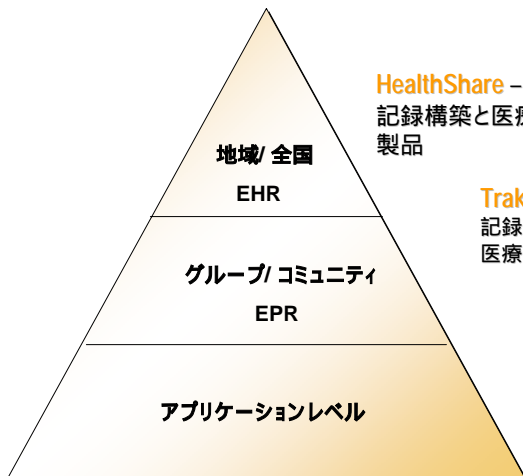 HealthShare –
記録構築と医療
製品
地域/ 全国
EHR
Trak
記録
医療
グループ/ コミュニティ
EPR
アプリケーションレベル